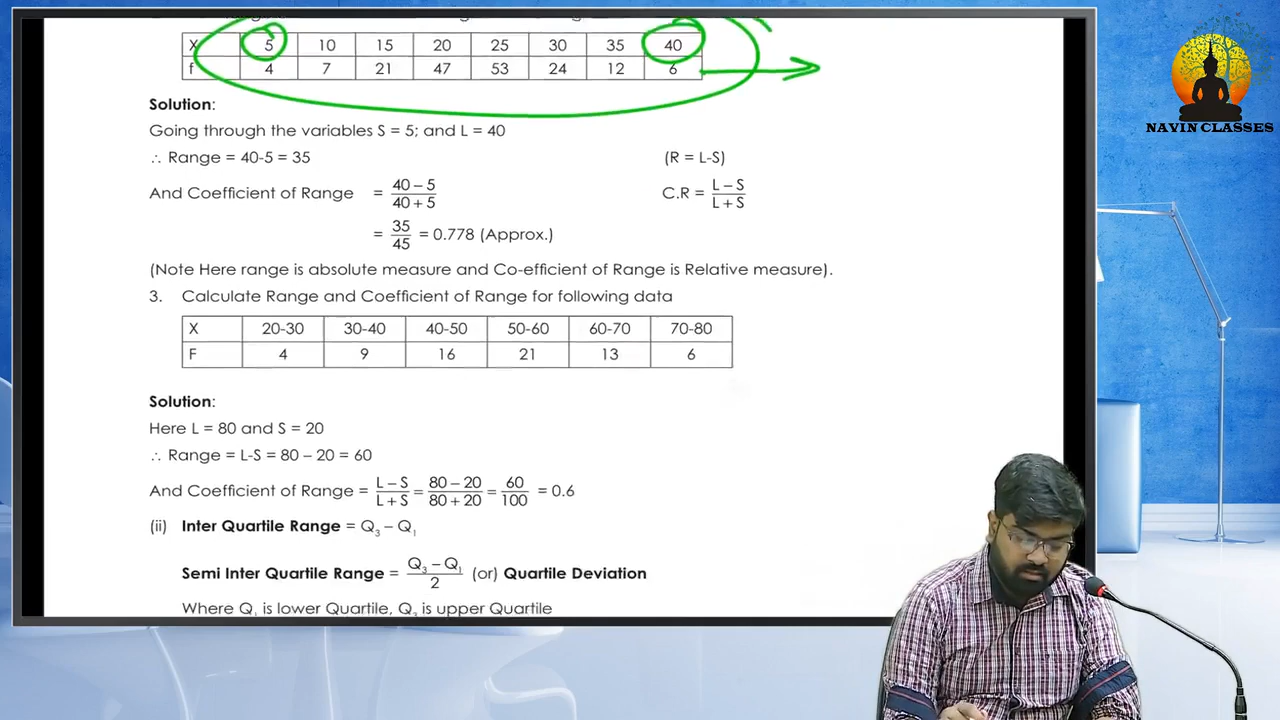 X 5 10 15 20 25 30 35 40
f 4 7 21 47 53 24 12 6
Solution:
Going through the variables S = 5; and L = 40
∴ Range = 40-5 = 35 (R = L-S)
And Coefficient of Range = 40 – 5 / 40 + 5 C.R = L – S / L + S
= 35 / 45 = 0.778 (Approx.)
(Note Here range is absolute measure and Co-efficient of Range is Relative measure).
3. Calculate Range and Coefficient of Range for following data
X 20-30 30-40 40-50 50-60 60-70 70-80
F 4 9 16 21 13 6
Solution:
Here L = 80 and S = 20
∴ Range = L-S = 80 – 20 = 60
And Coefficient of Range = L – S / L + S = 80 – 20 / 80 + 20 = 60 / 100 = 0.6
(ii) Inter Quartile Range = Q₃ – Q₁
Semi Inter Quartile Range = Q₃ – Q₁ / 2 (or) Quartile Deviation
Where Q₁ is lower Quartile, Q₃ is upper Quartile
NAVIN CLASSES